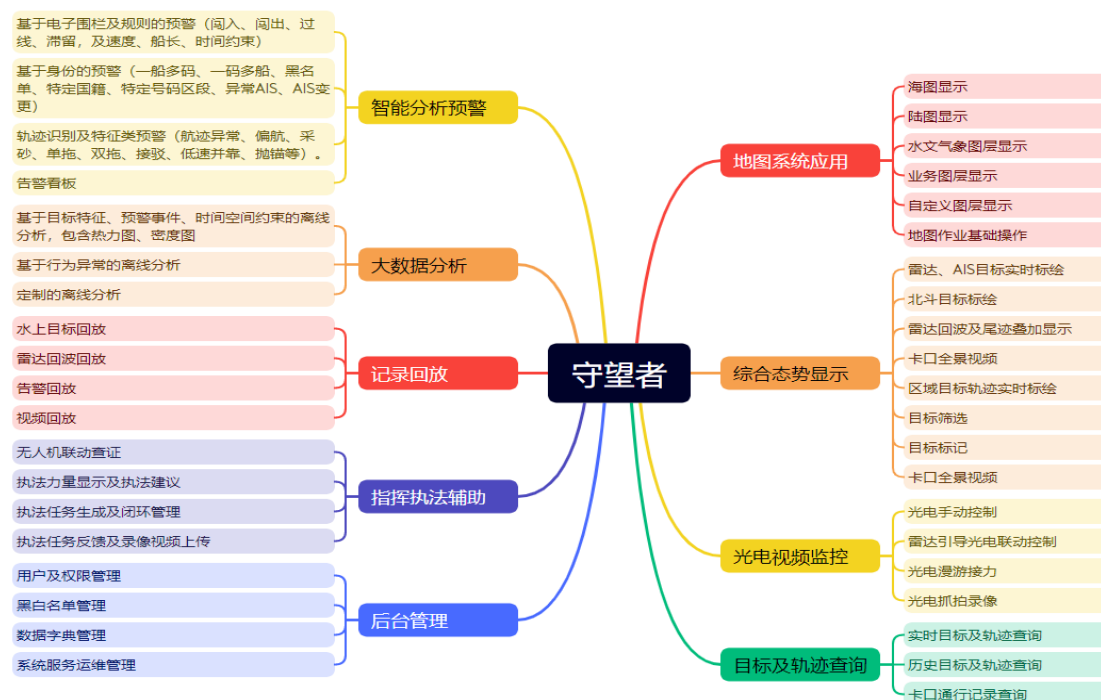 守望者
智能分析预警
基于电子围栏及规则的预警（闯入、闯出、过
线、滞留，及速度、船长、时间约束）
基于身份的预警（一船多码、一码多船、黑名
单、特定国籍、特定号码区段、异常AIS、AIS变
更）
轨迹识别及特征类预警（航迹异常、偏航、采
砂、单拖、双拖、接驳、低速并靠、抛锚等）。
告警看板
大数据分析
基于目标特征、预警事件、时间空间约束的离线
分析，包含热力图、密度图
基于行为异常的离线分析
定制的离线分析
记录回放
水上目标回放
雷达回波回放
告警回放
视频回放
指挥执法辅助
无人机联动查证
执法力量显示及执法建议
执法任务生成及闭环管理
执法任务反馈及录像视频上传
后台管理
用户及权限管理
黑白名单管理
数据字典管理
系统服务运维管理
地图系统应用
海图显示
陆图显示
水文气象图层显示
业务图层显示
自定义图层显示
地图作业基础操作
综合态势显示
雷达、AIS目标实时标绘
北斗目标标绘
雷达回波及尾迹叠加显示
卡口全景视频
区域目标轨迹实时标绘
目标筛选
目标标记
卡口全景视频
光电视频监控
光电手动控制
雷达引导光电联动控制
光电漫游接力
光电抓拍录像
目标及轨迹查询
实时目标及轨迹查询
历史目标及轨迹查询
卡口通行记录查询